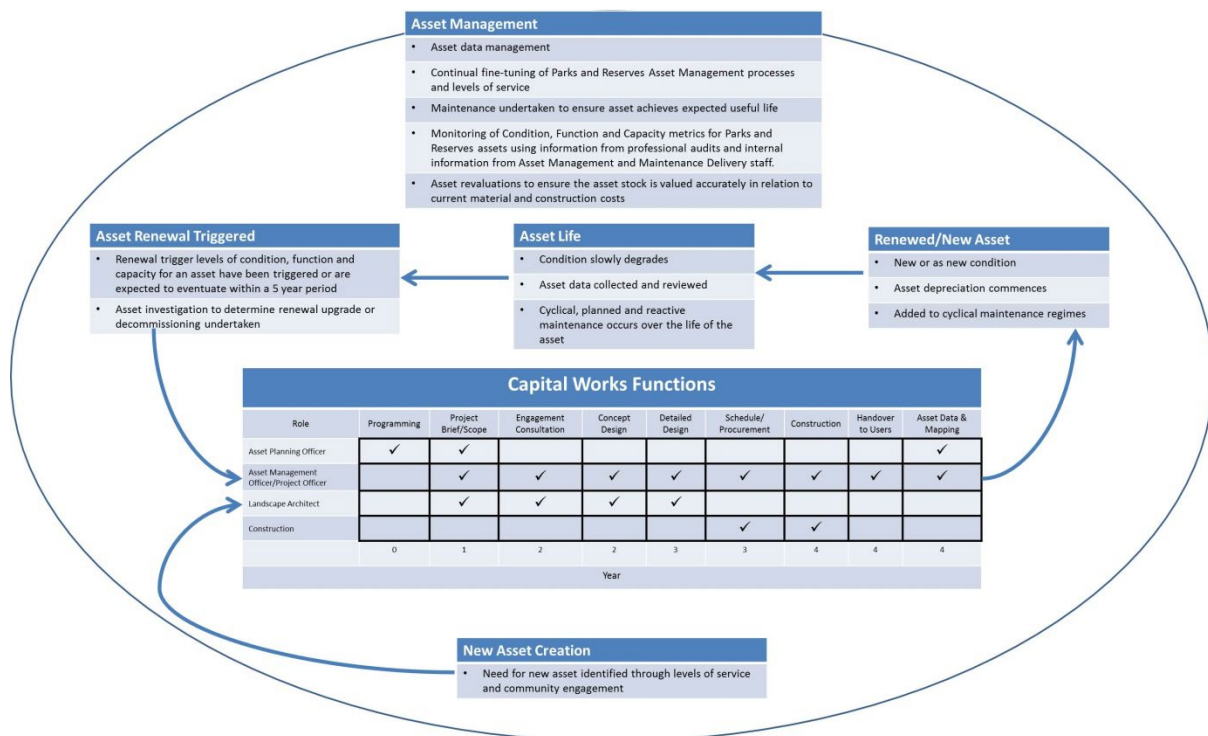 Asset Management
• Asset data management
• Continual fine-tuning of Parks and Reserves Asset Management processes
and levels of service
• Maintenance undertaken to ensure asset achieves expected useful life
• Monitoring of Condition, Function and Capacity metrics for Parks and
Reserves assets using information from professional audits and internal
information from Asset Management and Maintenance Delivery staff.
• Asset revaluations to ensure the asset stock is valued accurately in relation to
current material and construction costs
Asset Renewal Triggered
• Renewal trigger levels of condition, function and
capacity for an asset have been triggered or are
expected to eventuate within a 5 year period
• Asset investigation to determine renewal upgrade or
decommissioning undertaken
Asset Life
• Condition slowly degrades
• Asset data collected and reviewed
• Cyclical, planned and reactive
maintenance occurs over the life of the
asset
Renewed/New Asset
• New or as new condition
• Asset depreciation commences
• Added to cyclical maintenance regimes
Capital Works Functions
Role Programming Project Brief/Scope Engagement Consultation Concept Design Detailed Design Schedule/ Procurement Construction Handover to Users Asset Data & Mapping
Asset Planning Officer ✓ ✓ ✓
Asset Management
Officer/Project Officer ✓ ✓ ✓ ✓ ✓ ✓ ✓ ✓
Landscape Architect ✓ ✓ ✓ ✓
Construction ✓ ✓
0 1 2 2 3 3 4 4 4
Year
New Asset Creation
• Need for new asset identified through levels of service
and community engagement